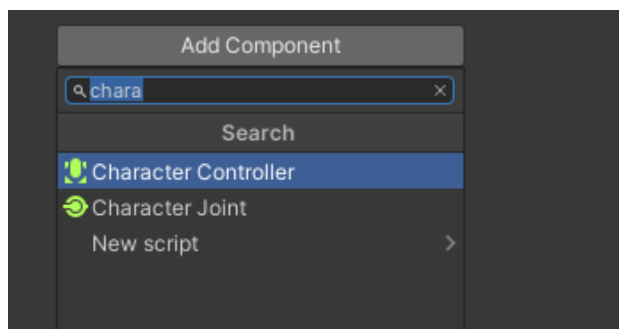 Add Component
chara
Search
Character Controller
Character Joint
New script